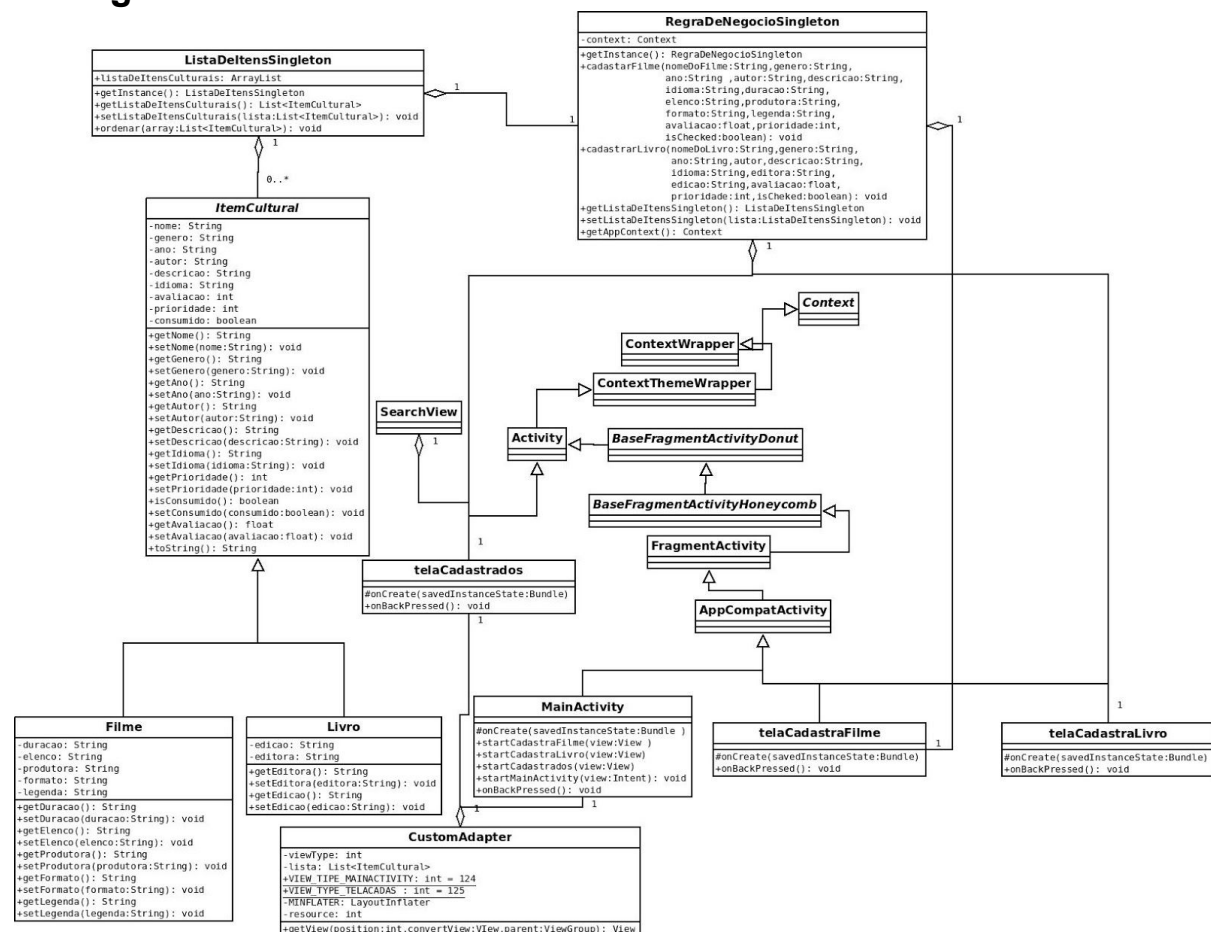 RegraDeNegocioSingleton
-context: Context
+getInstance(): RegraDeNegocioSingleton
+cadastarFilme(nomeDoFilme:String,genero:String,
ano:String ,autor:String,descricao:String,
idioma:String,duracao:String,
elenco:String,produtora:String,
formato:String,legenda:String,
avaliacao:float,prioridade:int,
isChecked:boolean): void
+cadastrarLivro(nomeDoLivro:String,genero:String,
ano:String,autor,descricao:String,
idioma:String,editora:String,
edicao:String,avaliacao:float,
prioridade:int,isCheked:boolean): void
+getListaDeItensSingleton(): ListaDeItensSingleton
+setListaDeItensSingleton(lista:ListaDeItensSingleton): void
+getAppContext(): Context
ListaDeItensSingleton
+listaDeItensCulturais: ArrayList
+getInstance(): ListaDeItensSingleton
+getListaDeItensCulturais(): List<ItemCultural>
+setListaDeItensCulturais(lista:List<ItemCultural>): void
+ordenar(array:List<ItemCultural>): void
1
1
1
1
0..*
1
ItemCultural
-nome: String
-genero: String
-ano: String
-autor: String
-descricao: String
-idioma: String
-avaliacao: int
-prioridade: int
-consumido: boolean
+getNome(): String
+setNome(nome:String): void
+getGenero(): String
+setGenero(genero:String): void
+getAno(): String
+setAno(ano:String): void
+getAutor(): String
+setAutor(autor:String): void
+getDescricao(): String
+setDescricao(descricao:String): void
+getIdioma(): String
+setIdioma(idioma:String): void
+getPrioridade(): int
+setPrioridade(prioridade:int): void
+isConsumido(): boolean
+setConsumido(consumido:boolean): void
+getAvaliacao(): float
+setAvaliacao(avaliacao:float): void
+toString(): String
Context
ContextWrapper
ContextThemeWrapper
SearchView
1
Activity
BaseFragmentActivityDonut
BaseFragmentActivityHoneycomb
FragmentActivity
AppCompatActivity
1
telaCadastrados
#onCreate(savedInstanceState:Bundle)
+onBackPressed(): void
1
Filme
-duracao: String
-elenco: String
-produtora: String
-formato: String
-legenda: String
+getDuracao(): String
+setDuracao(duracao:String): void
+getElenco(): String
+setElenco(elenco:String): void
+getProdutora(): String
+setProdutora(produtora:String): void
+getFormato(): String
+setFormato(formato:String): void
+getLegenda(): String
+setLegenda(legenda:String): void
Livro
-edicao: String
-editora: String
+getEditora(): String
+setEditora(editora:String): void
+getEdicao(): String
+setEdicao(edicao:String): void
MainActivity
#onCreate(savedInstanceState:Bundle )
+startCadastraFilme(view:View )
+startCadastraLivro(view:View)
+startCadastrados(view:View)
+startMainActivity(view:Intent): void
+onBackPressed(): void
1
1
telaCadastraFilme
#onCreate(savedInstanceState:Bundle)
+onBackPressed(): void
1
1
telaCadastraLivro
#onCreate(savedInstanceState:Bundle)
+onBackPressed(): void
CustomAdapter
-viewType: int
-lista: List<ItemCultural>
+VIEW_TIPE_MAINACTIVITY: int = 124
+VIEW_TYPE_TELACADAS : int = 125
-MINFLATER: LayoutInflater
-resource: int
+getView(position:int,convertView:VIew,parent:ViewGroup): View